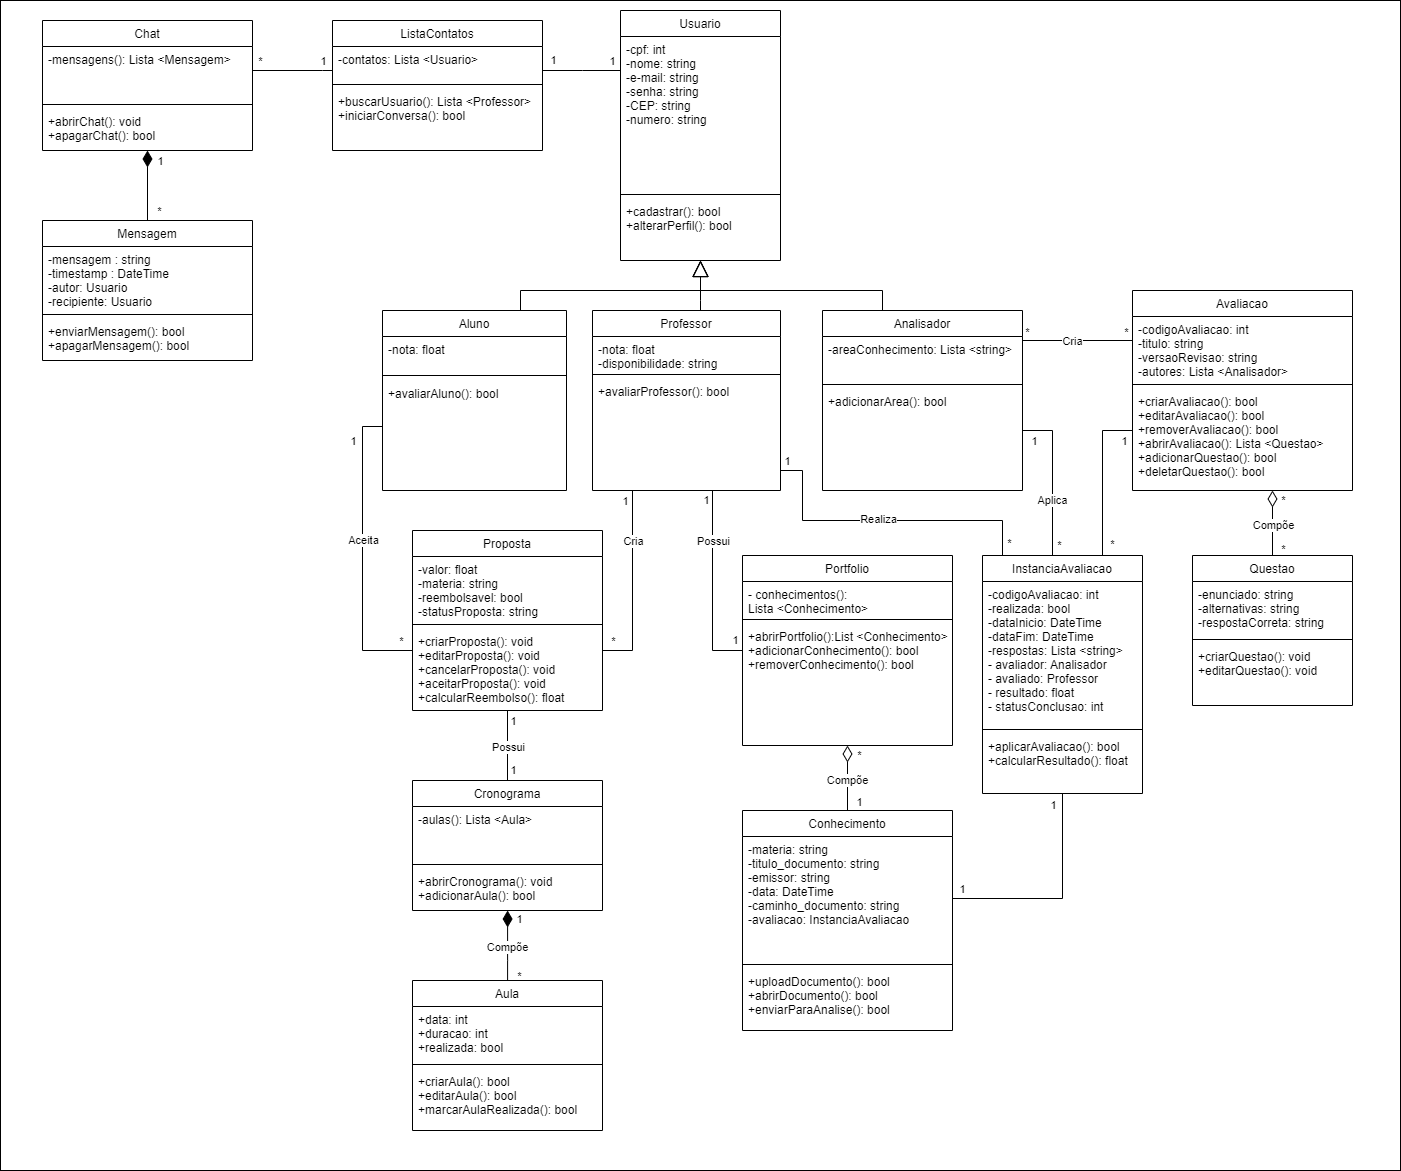 Chat
-mensagens(): Lista <Mensagem>
+abrirChat(): void
+apagarChat(): bool
*
1
ListaContatos
-contatos: Lista <Usuario>
+buscarUsuario(): Lista <Professor>
+iniciarConversa(): bool
1
1
Usuario
-cpf: int
-nome: string
-e-mail: string
-senha: string
-CEP: string
-numero: string
+cadastrar(): bool
+alterarPerfil(): bool
1
*
Mensagem
-mensagem : string
-timestamp : DateTime
-autor: Usuario
-recipiente: Usuario
+enviarMensagem(): bool
+apagarMensagem(): bool
Aluno
-nota: float
+avaliarAluno(): bool
Professor
-nota: float
-disponibilidade: string
+avaliarProfessor(): bool
Analisador
-areaConhecimento: Lista <string>
+adicionarArea(): bool
*
Cria
*
Avaliacao
-codigoAvaliacao: int
-titulo: string
-versaoRevisao: string
-autores: Lista <Analisador>
+criarAvaliacao(): bool
+editarAvaliacao(): bool
+removerAvaliacao(): bool
+abrirAvaliacao(): Lista <Questao>
+adicionarQuestao(): bool
+deletarQuestao(): bool
1
Aceita
*
1
Cria
*
1
Possui
1
1
Realiza
*
1
Aplica
*
1
*
*
Compõe
*
Proposta
-valor: float
-materia: string
-reembolsavel: bool
-statusProposta: string
+criarProposta(): void
+editarProposta(): void
+cancelarProposta(): void
+aceitarProposta(): void
+calcularReembolso(): float
Portfolio
- conhecimentos():
Lista <Conhecimento>
+abrirPortfolio():List <Conhecimento>
+adicionarConhecimento(): bool
+removerConhecimento(): bool
InstanciaAvaliacao
-codigoAvaliacao: int
-realizada: bool
-dataInicio: DateTime
-dataFim: DateTime
-respostas: Lista <string>
- avaliador: Analisador
- avaliado: Professor
- resultado: float
- statusConclusao: int
+aplicarAvaliacao(): bool
+calcularResultado(): float
Questao
-enunciado: string
-alternativas: string
-respostaCorreta: string
+criarQuestao(): void
+editarQuestao(): void
1
Possui
1
*
Compõe
1
1
1
Cronograma
-aulas(): Lista <Aula>
+abrirCronograma(): void
+adicionarAula(): bool
Conhecimento
-materia: string
-titulo_documento: string
-emissor: string
-data: DateTime
-caminho_documento: string
-avaliacao: InstanciaAvaliacao
+uploadDocumento(): bool
+abrirDocumento(): bool
+enviarParaAnalise(): bool
1
Compõe
*
Aula
+data: int
+duracao: int
+realizada: bool
+criarAula(): bool
+editarAula(): bool
+marcarAulaRealizada(): bool